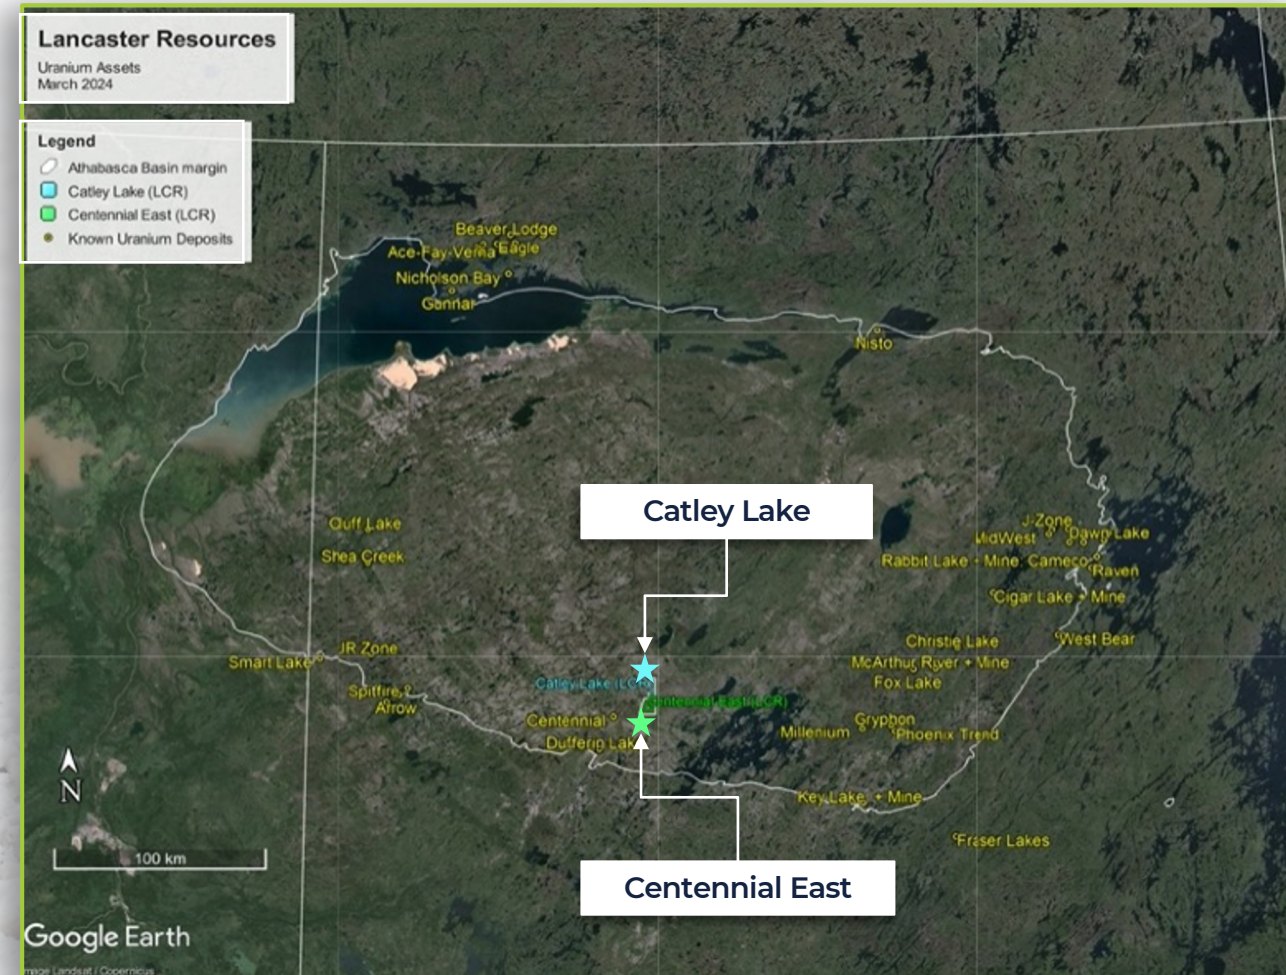 Lancaster Resources
Uranium Assets
March 2024
Legend
Athabasca Basin margin
Catley Lake (LCR)
Centennial East (LCR)
Known Uranium Deposits
Beaver Lodge
Ace-Fay-Verna
Eagle
Nicholson Bay
Gunnar
Nisto
Catley Lake
Cluff Lake
Shea Creek
J-Zone
MidWest
Dawn Lake
Rabbit Lake + Mine: Cameco
Raven
Cigar Lake + Mine
Christie Lake
West Bear
JR Zone
Smart Lake
McArthur River + Mine
Fox Lake
Catley Lake (LCR)
Spitfire
Arrow
Centennial East (LCR)
Centennial
Gryphon
Millenium
Phoenix Trend
Dufferin Lake
Key Lake + Mine
Fraser Lakes
N
100 km
Centennial East
Google Earth
Image Landsat / Copernicus